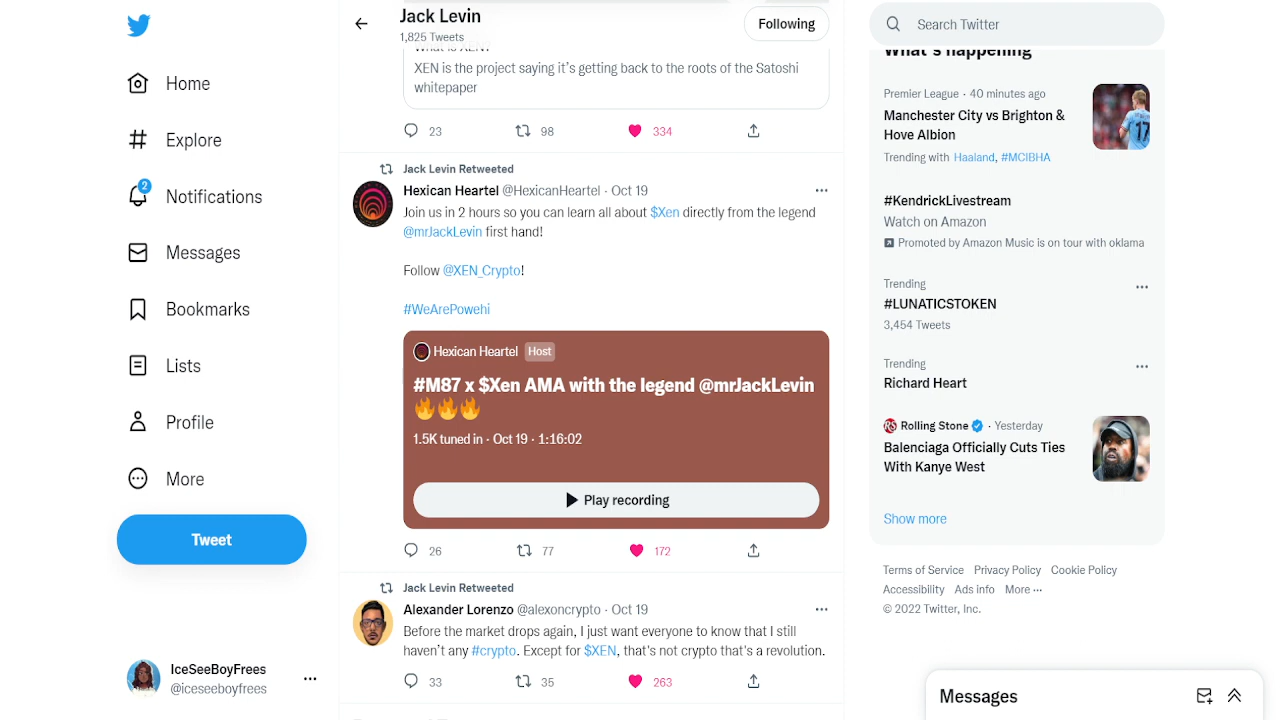 Home
Explore
2
Notifications
Messages
Bookmarks
Lists
Profile
More
Tweet
IceSeeBoyFrees
@iceseeboyfrees
Jack Levin
1,825 Tweets
Following
What is XEN?
XEN is the project saying it's getting back to the roots of the Satoshi
whitepaper
23 98 334
Jack Levin Retweeted
Hexican Heartel @HexicanHeartel · Oct 19
Join us in 2 hours so you can learn all about $Xen directly from the legend
@mrJackLevin first hand!
Follow @XEN_Crypto!
#WeArePowehi
Hexican Heartel Host
#M87 x $Xen AMA with the legend @mrJackLevin
🔥🔥🔥
1.5K tuned in · Oct 19 · 1:16:02
Play recording
26 77 172
Jack Levin Retweeted
Alexander Lorenzo @alexoncrypto · Oct 19
Before the market drops again, I just want everyone to know that I still
haven't any #crypto. Except for $XEN, that's not crypto that's a revolution.
33 35 263
Search Twitter
What's happening
Premier League · 40 minutes ago
Manchester City vs Brighton &
Hove Albion
Trending with Haaland, #MCIBHA
#KendrickLivestream
Watch on Amazon
Promoted by Amazon Music is on tour with oklama
Trending
#LUNATICSTOKEN
3,454 Tweets
Trending
Richard Heart
Rolling Stone · Yesterday
Balenciaga Officially Cuts Ties
With Kanye West
Show more
Terms of Service Privacy Policy Cookie Policy
Accessibility Ads info More ···
© 2022 Twitter, Inc.
Messages